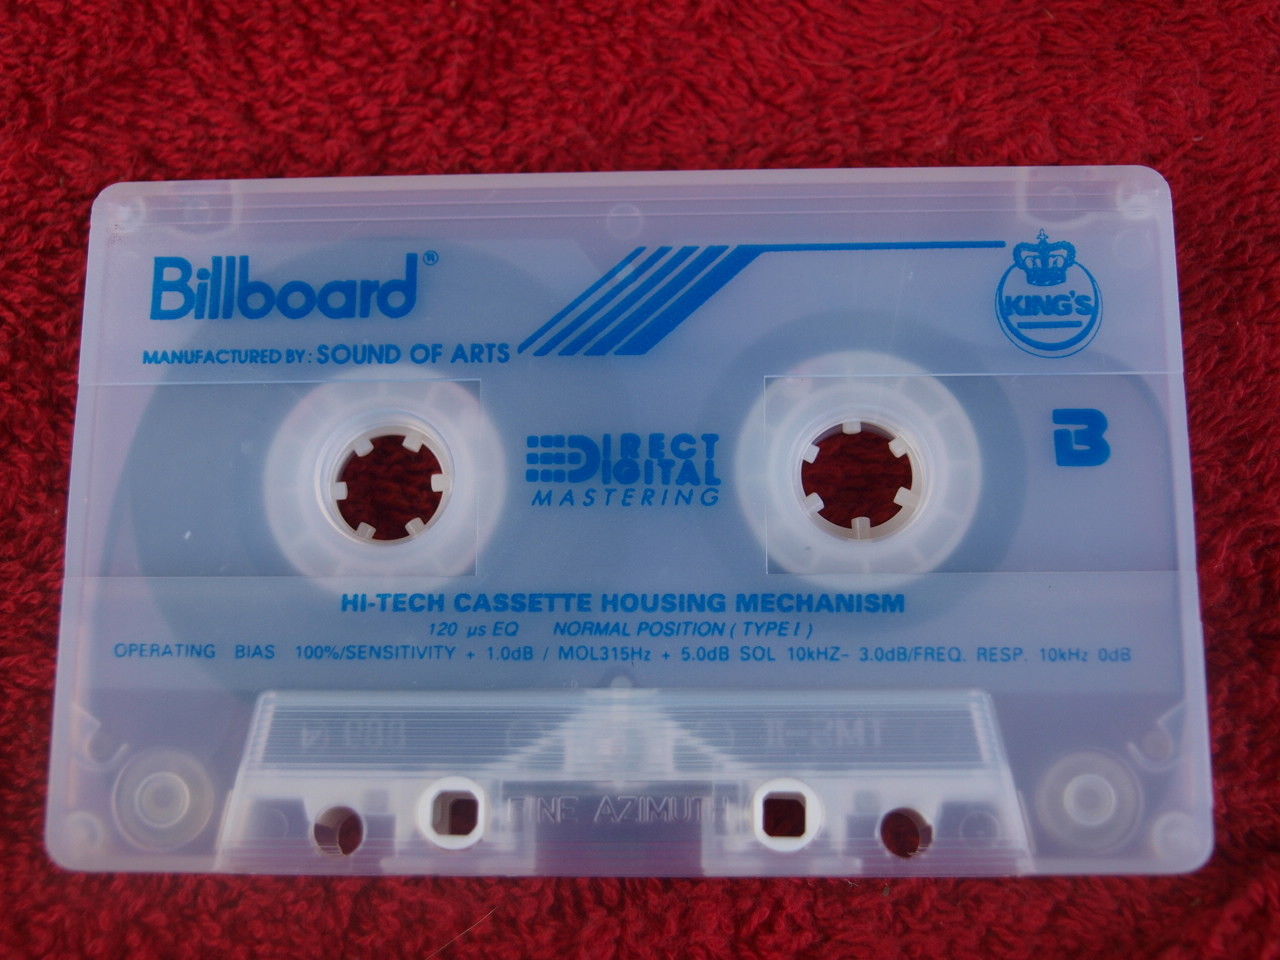 Billboard®
KING'S
MANUFACTURED BY: SOUND OF ARTS
B
DIRECT
DIGITAL
MASTERING
HI-TECH CASSETTE HOUSING MECHANISM
120 µs EQ NORMAL POSITION ( TYPE I )
OPERATING BIAS 100%/SENSITIVITY + 1.0dB / MOL315Hz + 5.0dB SOL 10kHZ- 3.0dB/FREQ. RESP. 10kHz 0dB
FINE AZIMUTH